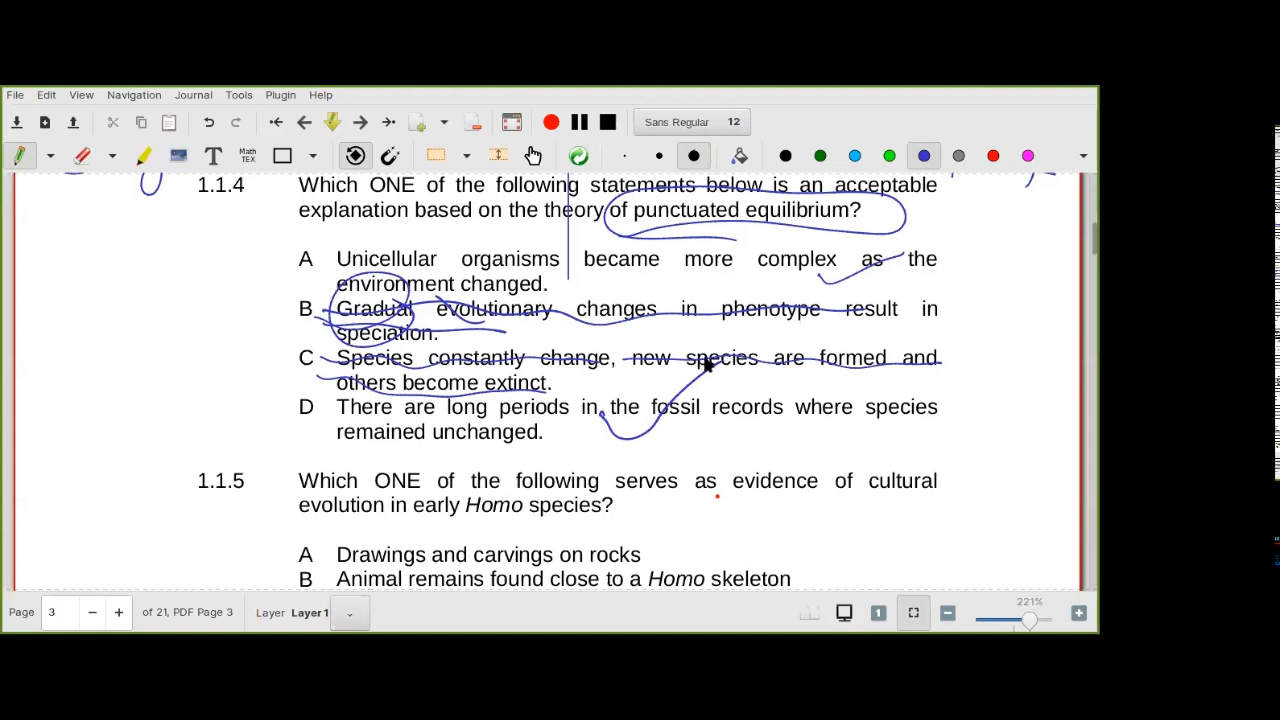 File Edit View Navigation Journal Tools Plugin Help
Sans Regular 12
Math
TEX
1.1.4 Which ONE of the following statements below is an acceptable
explanation based on the theory of punctuated equilibrium?
A Unicellular organisms became more complex as the
environment changed.
B Gradual evolutionary changes in phenotype result in
speciation.
C Species constantly change, new species are formed and
others become extinct.
D There are long periods in the fossil records where species
remained unchanged.
1.1.5 Which ONE of the following serves as evidence of cultural
evolution in early Homo species?
A Drawings and carvings on rocks
B Animal remains found close to a Homo skeleton
Page 3 of 21, PDF Page 3 Layer Layer1 1 221%